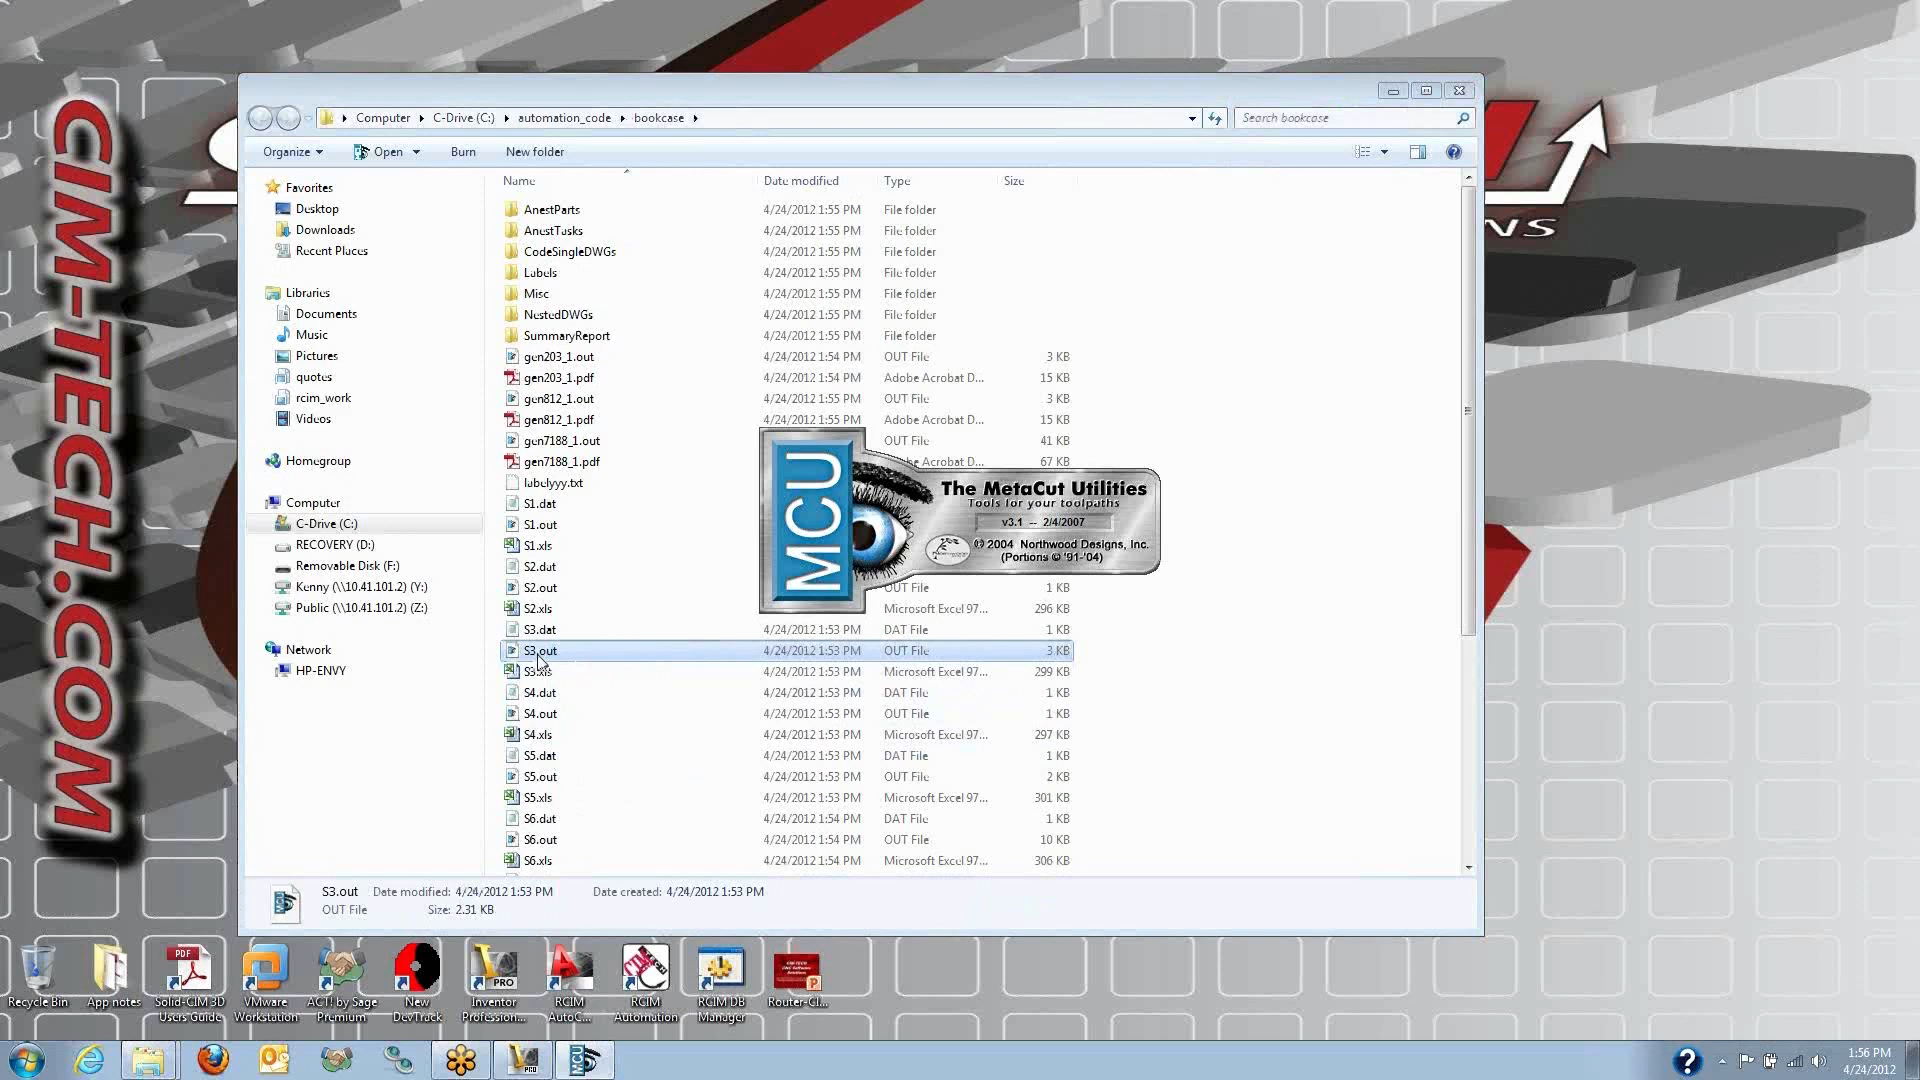 CIM-TECH.COM
NS
Computer
C-Drive (C:)
automation_code
bookcase
Search bookcase
Organize
Open
Burn
New folder
Name
Date modified
Type
Size
Favorites
Desktop
Downloads
Recent Places
Libraries
Documents
Music
Pictures
quotes
rcim_work
Videos
Homegroup
Computer
C-Drive (C:)
RECOVERY (D:)
Removable Disk (F:)
Kenny (\\10.41.101.2) (Y:)
Public (\\10.41.101.2) (Z:)
Network
HP-ENVY
AnestParts 4/24/2012 1:55 PM File folder
AnestTasks 4/24/2012 1:55 PM File folder
CodeSingleDWGs 4/24/2012 1:55 PM File folder
Labels 4/24/2012 1:55 PM File folder
Misc 4/24/2012 1:55 PM File folder
NestedDWGs 4/24/2012 1:55 PM File folder
SummaryReport 4/24/2012 1:55 PM File folder
gen203_1.out 4/24/2012 1:54 PM OUT File 3 KB
gen203_1.pdf 4/24/2012 1:54 PM Adobe Acrobat D... 15 KB
gen812_1.out 4/24/2012 1:55 PM OUT File 3 KB
gen812_1.pdf 4/24/2012 1:55 PM Adobe Acrobat D... 15 KB
gen7188_1.out OUT File 41 KB
gen7188_1.pdf Acrobat D... 67 KB
labelyyy.txt
S1.dat
S1.out
S1.xls
S2.dat
S2.out OUT File 1 KB
S2.xls Microsoft Excel 97... 296 KB
S3.dat 4/24/2012 1:53 PM DAT File 1 KB
S3.out 4/24/2012 1:53 PM OUT File 3 KB
S3.xls 4/24/2012 1:53 PM Microsoft Excel 97... 299 KB
S4.dat 4/24/2012 1:53 PM DAT File 1 KB
S4.out 4/24/2012 1:53 PM OUT File 1 KB
S4.xls 4/24/2012 1:53 PM Microsoft Excel 97... 297 KB
S5.dat 4/24/2012 1:53 PM DAT File 1 KB
S5.out 4/24/2012 1:53 PM OUT File 2 KB
S5.xls 4/24/2012 1:53 PM Microsoft Excel 97... 301 KB
S6.dat 4/24/2012 1:54 PM DAT File 1 KB
S6.out 4/24/2012 1:54 PM OUT File 10 KB
S6.xls 4/24/2012 1:54 PM Microsoft Excel 97... 306 KB
MCU
The MetaCut Utilities
Tools for your toolpaths
v3.1 -- 2/4/2007
© 2004 Northwood Designs, Inc.
(Portions © '91-'04)
S3.out Date modified: 4/24/2012 1:53 PM Date created: 4/24/2012 1:53 PM
OUT File Size: 2.31 KB
Recycle Bin
App notes
Solid-CIM 3D
Users Guide
VMware
Workstation
ACT! by Sage
Premium
New
DevTrack
Inventor
Profession...
RCIM
AutoC...
RCIM
Automation
RCIM DB
Manager
Router-CI...
1:56 PM
4/24/2012